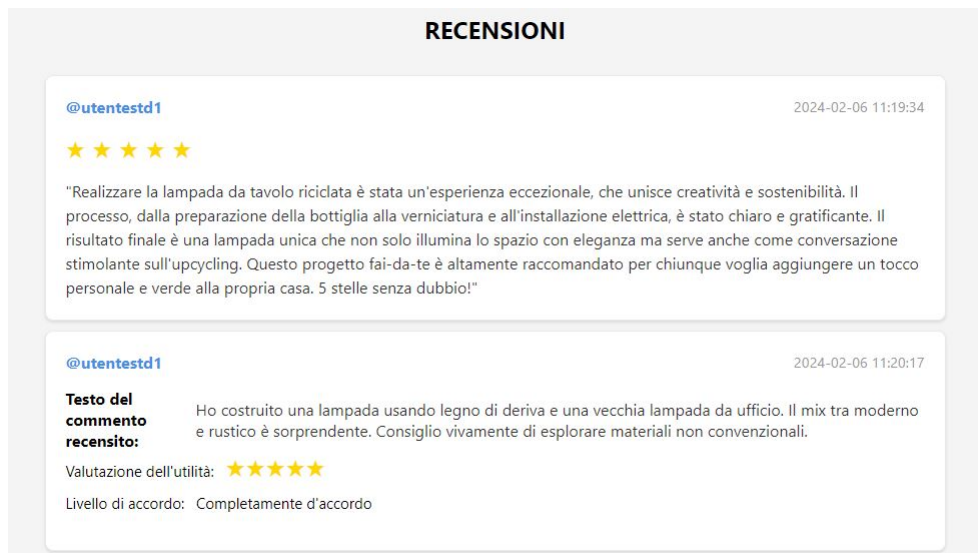 RECENSIONI
@utentestd1
2024-02-06 11:19:34
"Realizzare la lampada da tavolo riciclata è stata un'esperienza eccezionale, che unisce creatività e sostenibilità. Il
processo, dalla preparazione della bottiglia alla verniciatura e all'installazione elettrica, è stato chiaro e gratificante. Il
risultato finale è una lampada unica che non solo illumina lo spazio con eleganza ma serve anche come conversazione
stimolante sull'upcycling. Questo progetto fai-da-te è altamente raccomandato per chiunque voglia aggiungere un tocco
personale e verde alla propria casa. 5 stelle senza dubbio!"
@utentestd1
2024-02-06 11:20:17
Testo del
commento
recensito:
Ho costruito una lampada usando legno di deriva e una vecchia lampada da ufficio. Il mix tra moderno
e rustico è sorprendente. Consiglio vivamente di esplorare materiali non convenzionali.
Valutazione dell'utilità:
Livello di accordo: Completamente d'accordo